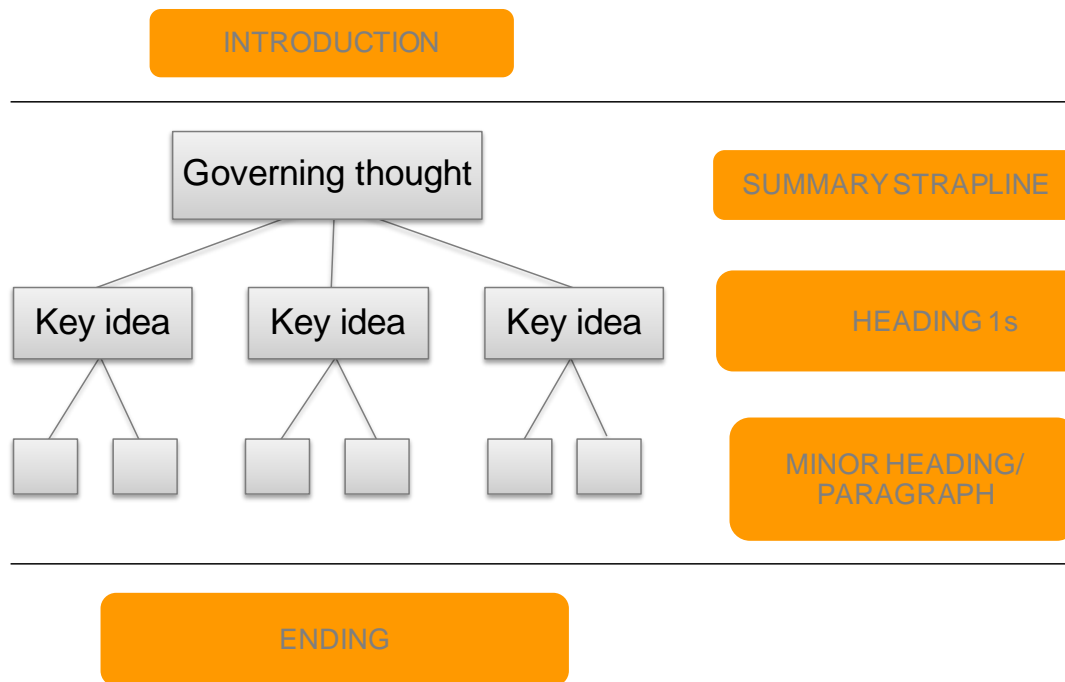 INTRODUCTION
Governing thought
SUMMARY STRAPLINE
Key idea
Key idea
Key idea
HEADING 1s
MINOR HEADING/
PARAGRAPH
ENDING